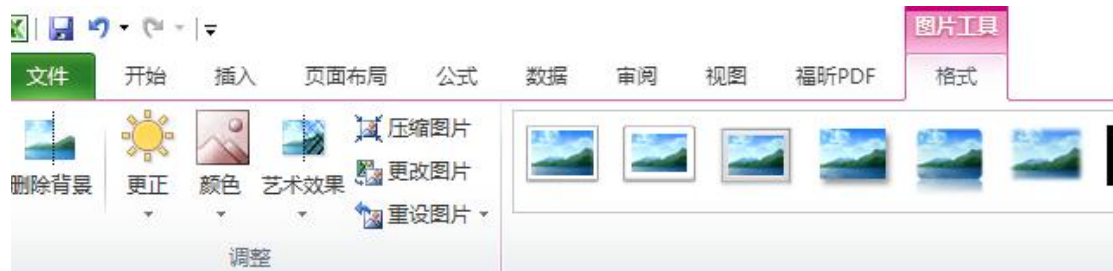 图片工具
文件 开始 插入 页面布局 公式 数据 审阅 视图 福昕PDF 格式
压缩图片
更改图片
删除背景 更正 颜色 艺术效果
重设图片
调整